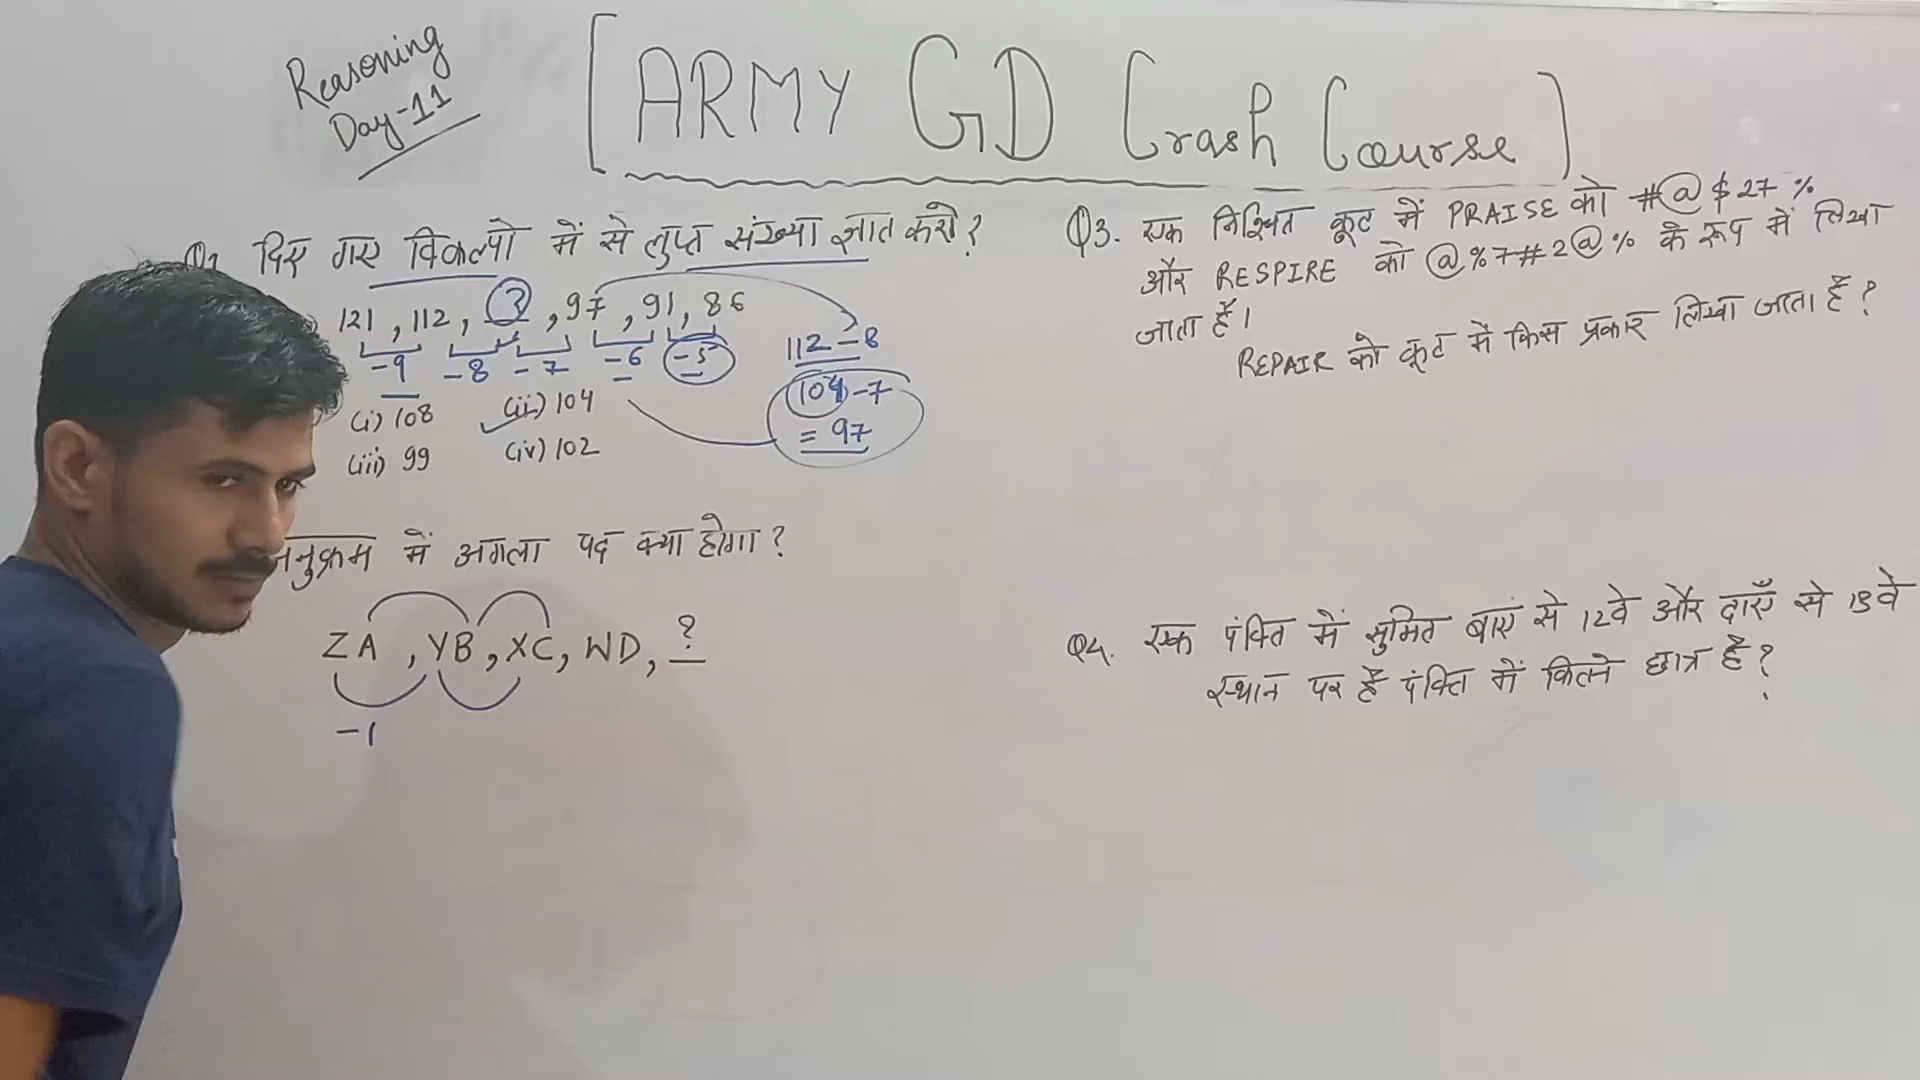 Reasoning
Day-11
[ARMY GD Crash Course]
दिए गए विकल्पो में से लुप्त संख्या ज्ञात करो?
121, 112, ?, 97, 91, 86
-9 -8 -7 -6 -5
(i) 108 (ii) 104
(iii) 99 (iv) 102
112-8
104-7
= 97
में अगला पद क्या होगा?
ZA, YB, XC, WD, ?
-1
Q3. एक निश्चित कूट में PRAISE को #@$27%
और RESPIRE को @%7#2@% के रूप में लिखा
जाता है।
REPAIR को कूट में किस प्रकार लिखा जाता है?
Q4. एक पंक्ति में सुमित बाएं से 12वे और दाएँ से 13वे
स्थान पर है पंक्ति में कितने छात्र है?